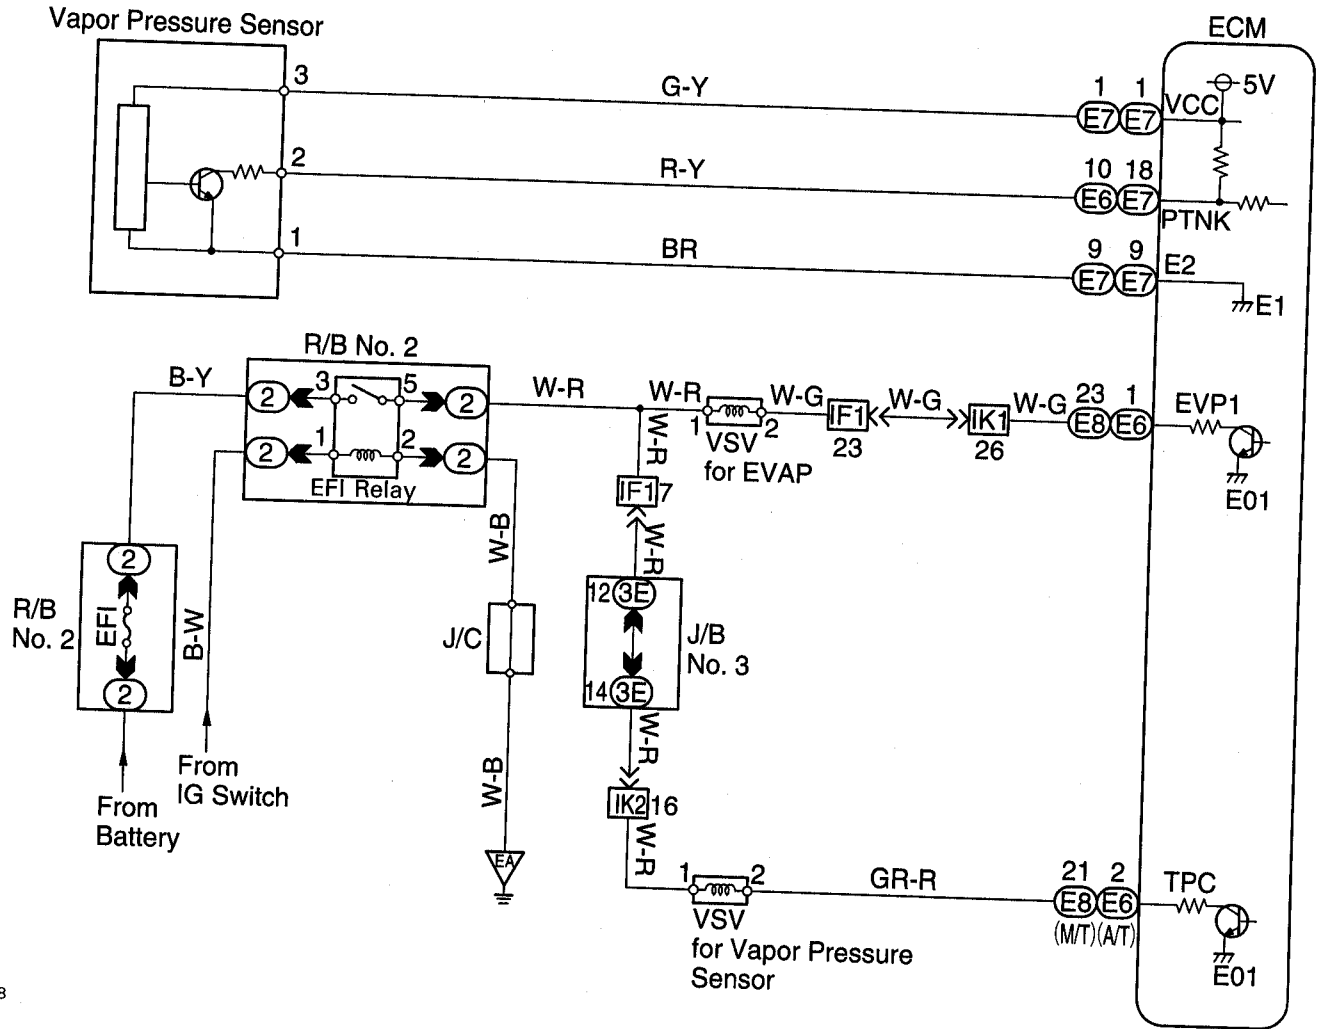 Vapor Pressure Sensor
ECM
3
G-Y
1 1
E7 E7
VCC
5V
2
R-Y
10 18
E6 E7
PTNK
1
BR
9 9
E7 E7
E2
E1
R/B No. 2
B-Y
2
3
5
2
W-R
W-R
1
2
VSV
for EVAP
W-G
IF1
23
W-G
IK1
26
W-G
23 1
E8 E6
EVP1
E01
2
1
2
2
EFI Relay
W-R
IF1 7
W-R
W-B
R/B
No. 2
2
EFI
2
B-W
J/C
12 3E
14 3E
J/B
No. 3
W-R
From
IG Switch
From
Battery
W-B
EA
IK2 16
W-R
1
2
VSV
for Vapor Pressure
Sensor
GR-R
21 2
E8 E6
(M/T) (A/T)
TPC
E01
8